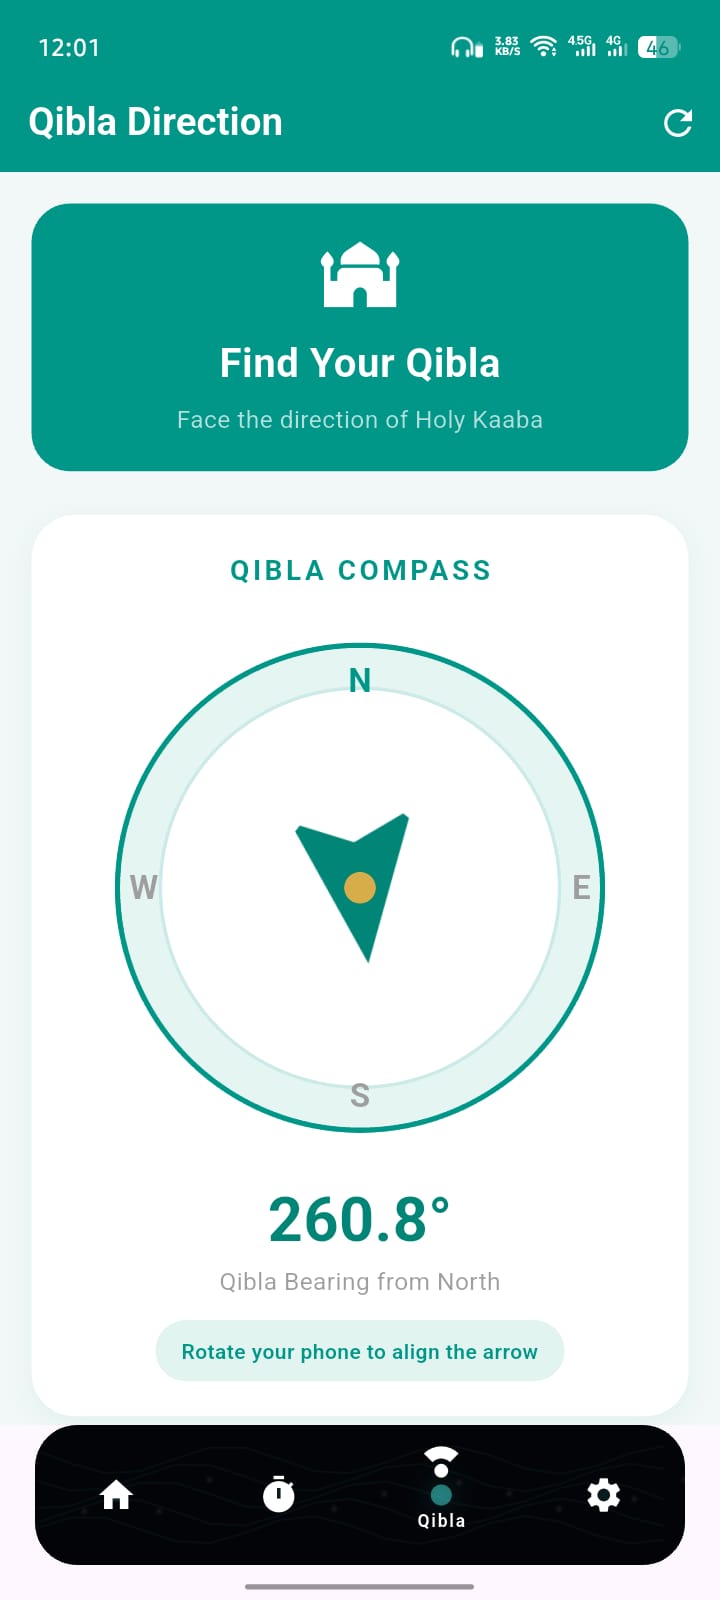 12:01
3.83
KB/S
4.5G
4G
46
Qibla Direction
Find Your Qibla
Face the direction of Holy Kaaba
QIBLA COMPASS
N
W
E
S
260.8°
Qibla Bearing from North
Rotate your phone to align the arrow
Qibla